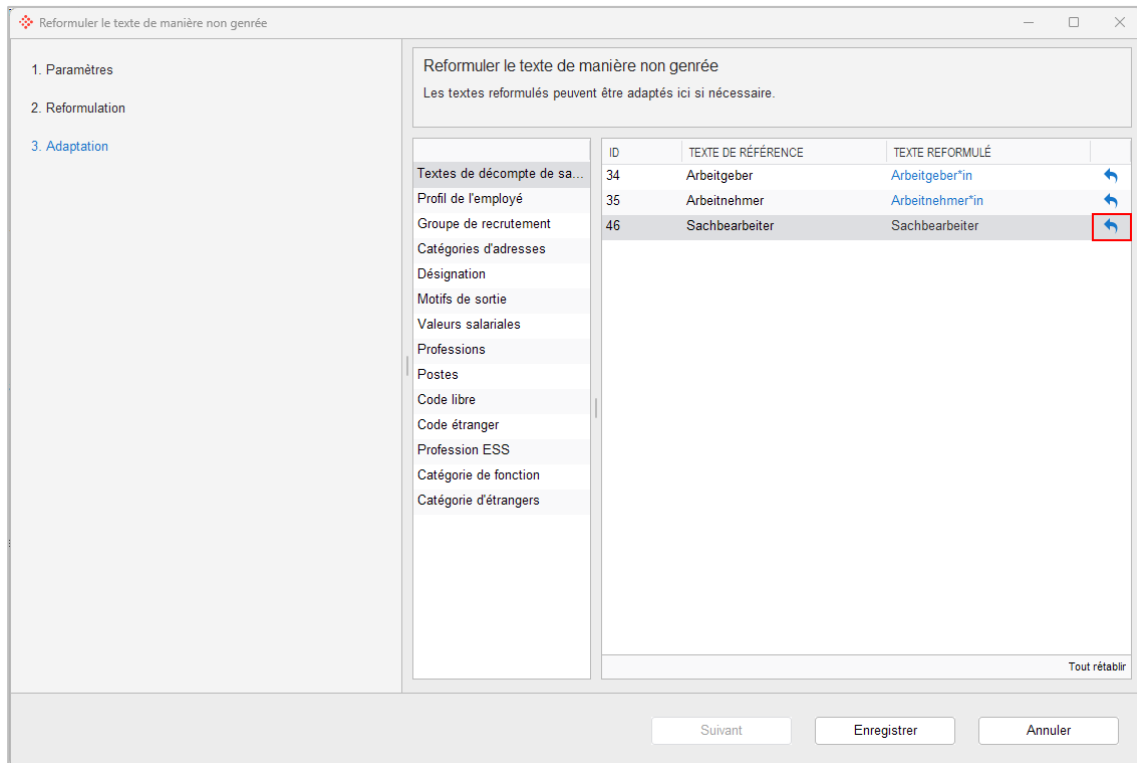 Reformuler le texte de manière non genrée
1. Paramètres
2. Reformulation
3. Adaptation
Reformuler le texte de manière non genrée
Les textes reformulés peuvent être adaptés ici si nécessaire.
Textes de décompte de sa...
Profil de l'employé
Groupe de recrutement
Catégories d'adresses
Désignation
Motifs de sortie
Valeurs salariales
Professions
Postes
Code libre
Code étranger
Profession ESS
Catégorie de fonction
Catégorie d'étrangers
ID TEXTE DE RÉFÉRENCE TEXTE REFORMULÉ
34 Arbeitgeber Arbeitgeber*in
35 Arbeitnehmer Arbeitnehmer*in
46 Sachbearbeiter Sachbearbeiter
Tout rétablir
Suivant Enregistrer Annuler